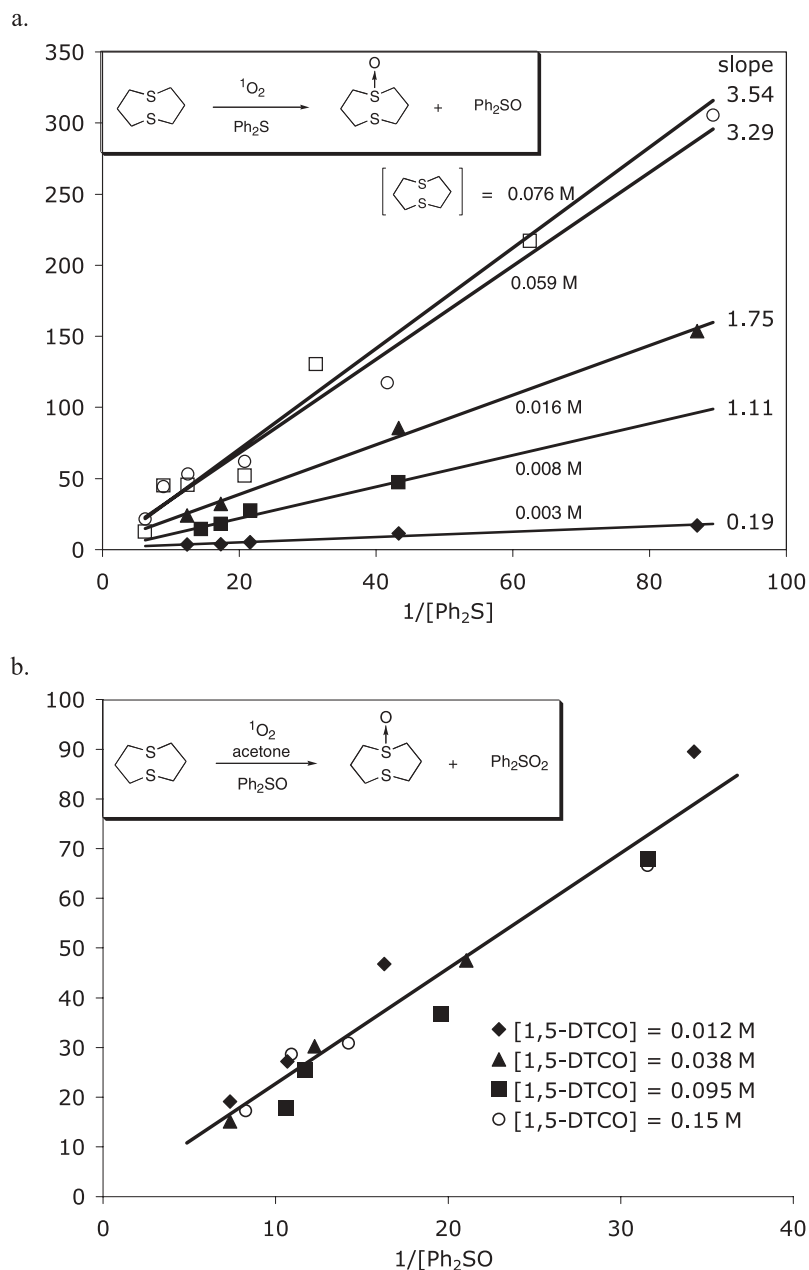 a.
350
300
250
200
150
100
50
0
0 20 40 60 80 100
1/[Ph₂S]
S
S
¹O₂
Ph₂S
O
S
S
+ Ph₂SO
slope
3.54
3.29
1.75
1.11
0.19
[ S S ] = 0.076 M
0.059 M
0.016 M
0.008 M
0.003 M
b.
100
90
80
70
60
50
40
30
20
10
0
0 10 20 30 40
1/[Ph₂SO
S
S
¹O₂
acetone
Ph₂SO
O
S
S
+ Ph₂SO₂
[1,5-DTCO] = 0.012 M
[1,5-DTCO] = 0.038 M
[1,5-DTCO] = 0.095 M
[1,5-DTCO] = 0.15 M